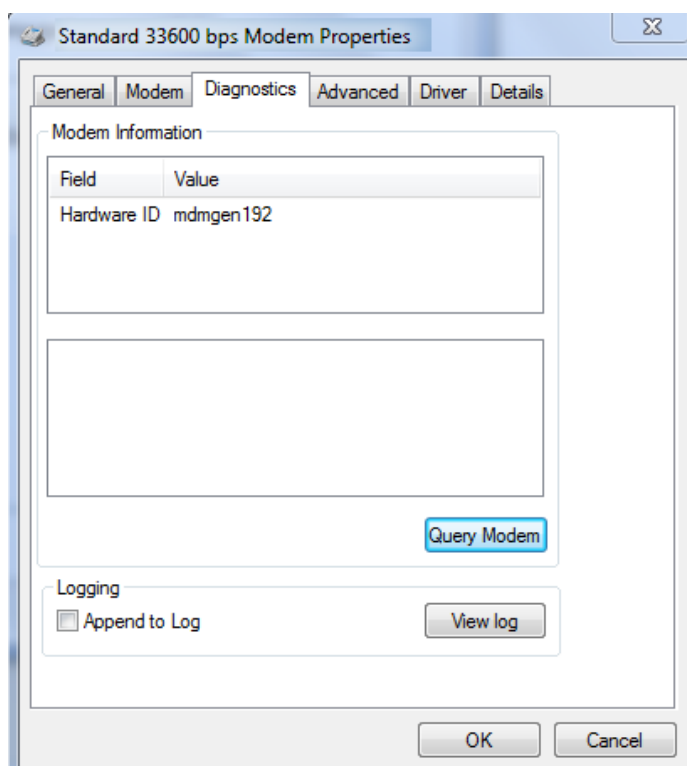 Standard 33600 bps Modem Properties
General Modem Diagnostics Advanced Driver Details
Modem Information
Field Value
Hardware ID mdmgen192
Query Modem
Logging
Append to Log View log
OK Cancel